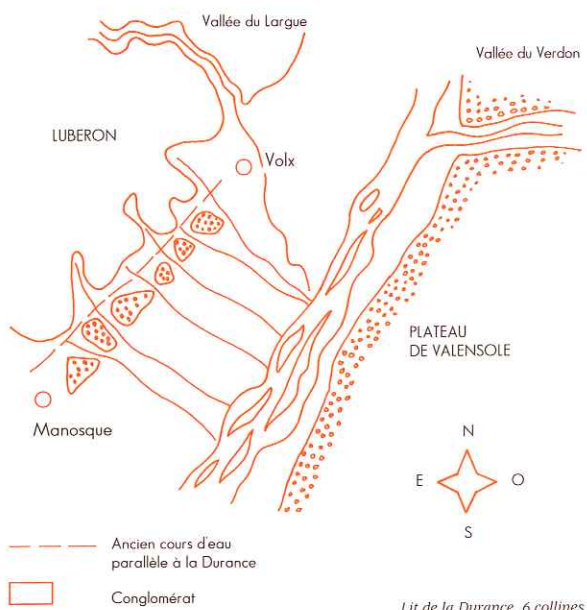 Vallée du Largue
Vallée du Verdon
LUBERON
Volx
PLATEAU
DE VALENSOLE
Manosque
N
E
O
S
Ancien cours d'eau
parallèle à la Durance
Conglomérat
Lit de la Durance, 6 collines